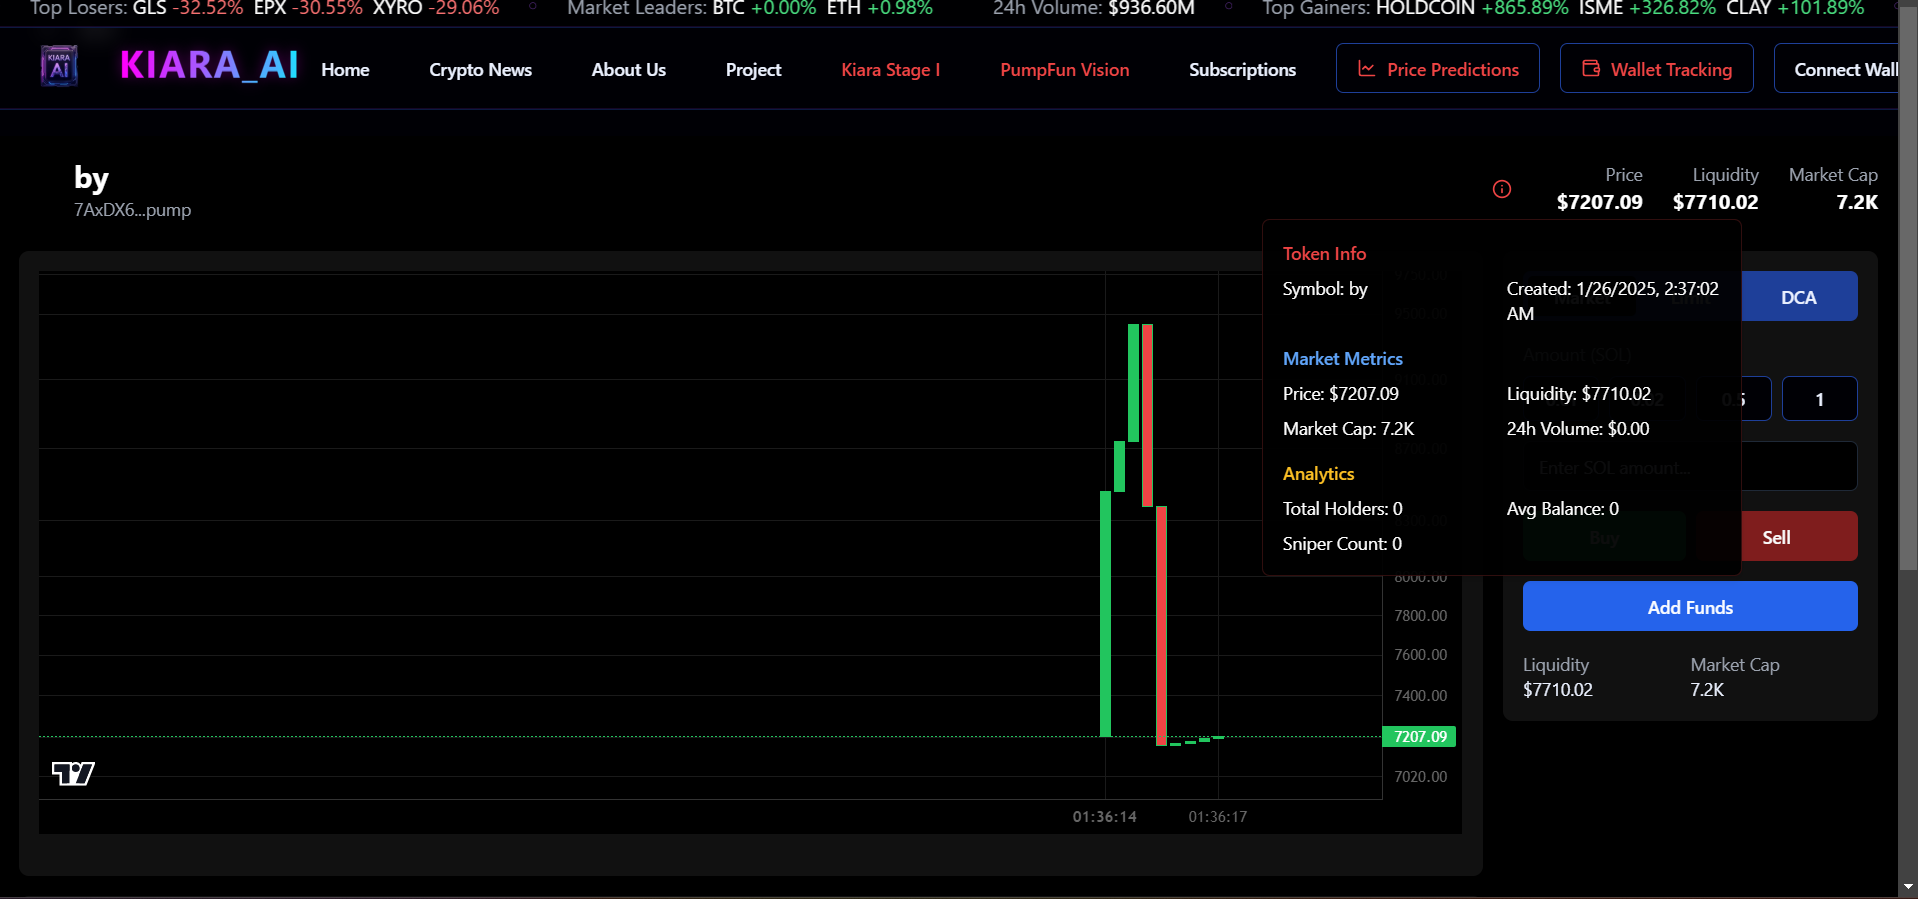 Top Losers: GLS -32.52% EPX -30.55% XYRO -29.06% Market Leaders: BTC +0.00% ETH +0.98% 24h Volume: $936.60M Top Gainers: HOLDCOIN +865.89% ISME +326.82% CLAY +101.89%
KIARA AI
KIARA_AI Home Crypto News About Us Project Kiara Stage I PumpFun Vision Subscriptions Price Predictions Wallet Tracking Connect Wall
by
7AxDX6...pump
Price Liquidity Market Cap
$7207.09 $7710.02 7.2K
Token Info
Symbol: by Created: 1/26/2025, 2:37:02
AM
DCA
Market Metrics
Amount (SOL)
Price: $7207.09 Liquidity: $7710.02
0.5 1
Market Cap: 7.2K 24h Volume: $0.00
Enter SOL amount...
Analytics
Total Holders: 0 Avg Balance: 0
Buy Sell
Sniper Count: 0
8000.00
Add Funds
7800.00
7600.00
7400.00
7207.09
7020.00
Liquidity Market Cap
$7710.02 7.2K
01:36:14 01:36:17